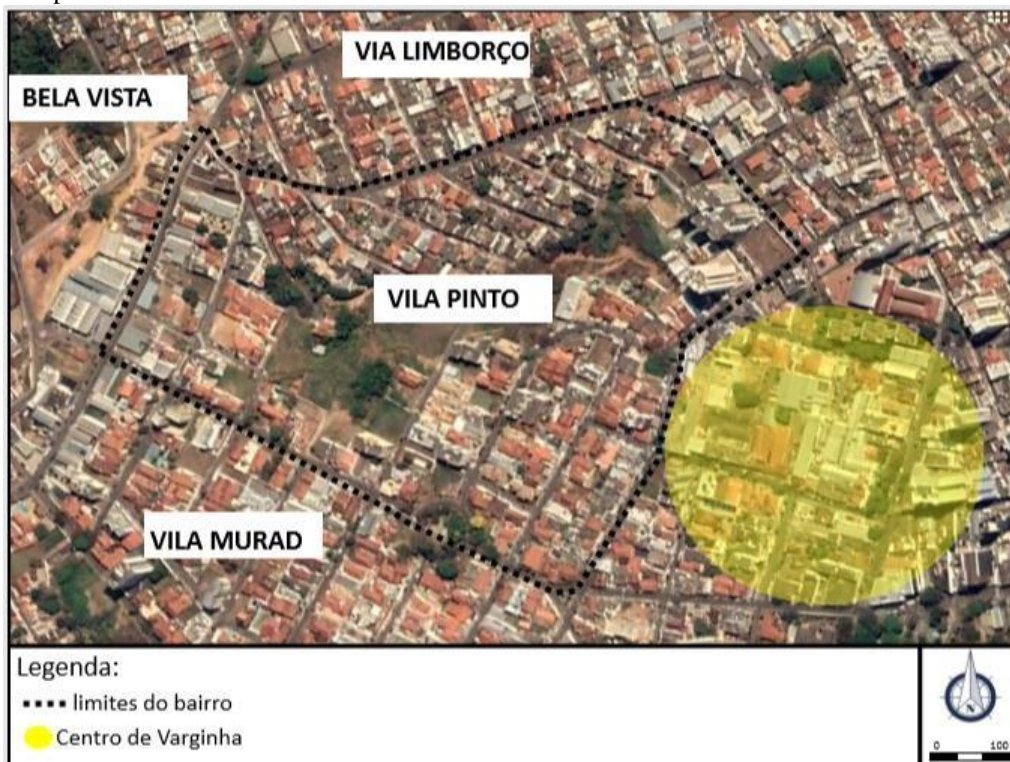 VIA LIMBORÇO
BELA VISTA
VILA PINTO
VILA MURAD
Legenda:
limites do bairro
Centro de Varginha
N
0 100